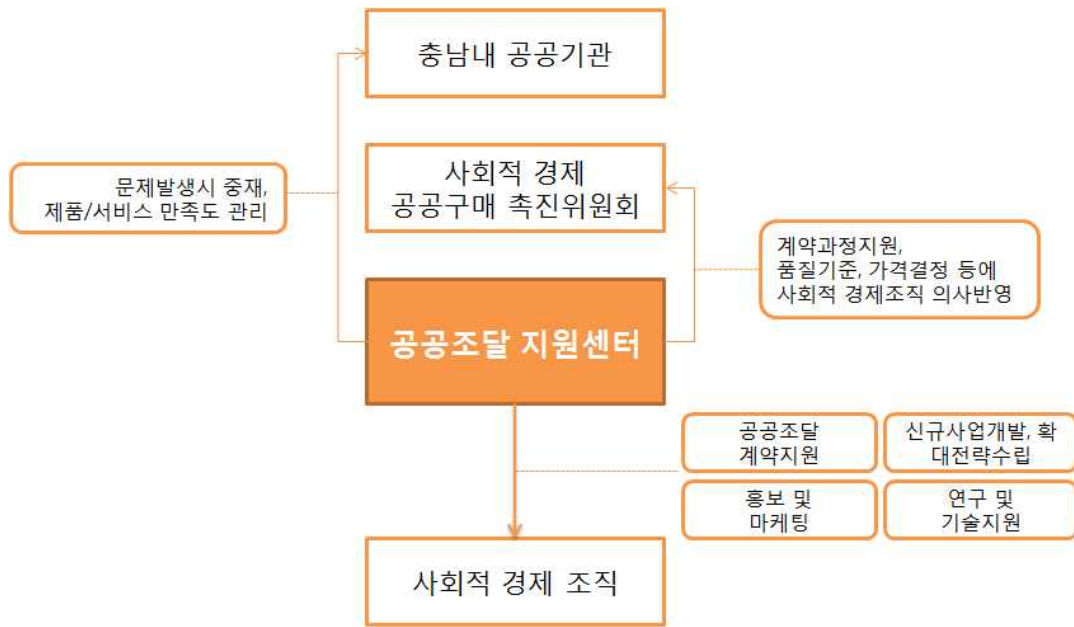 충남내 공공기관
사회적 경제
공공구매 촉진위원회
문제발생시 중재,
제품/서비스 만족도 관리
계약과정지원,
품질기준, 가격결정 등에
사회적 경제조직 의사반영
공공조달 지원센터
공공조달
계약지원
신규사업개발, 확
대전략수립
홍보 및
마케팅
연구 및
기술지원
사회적 경제 조직